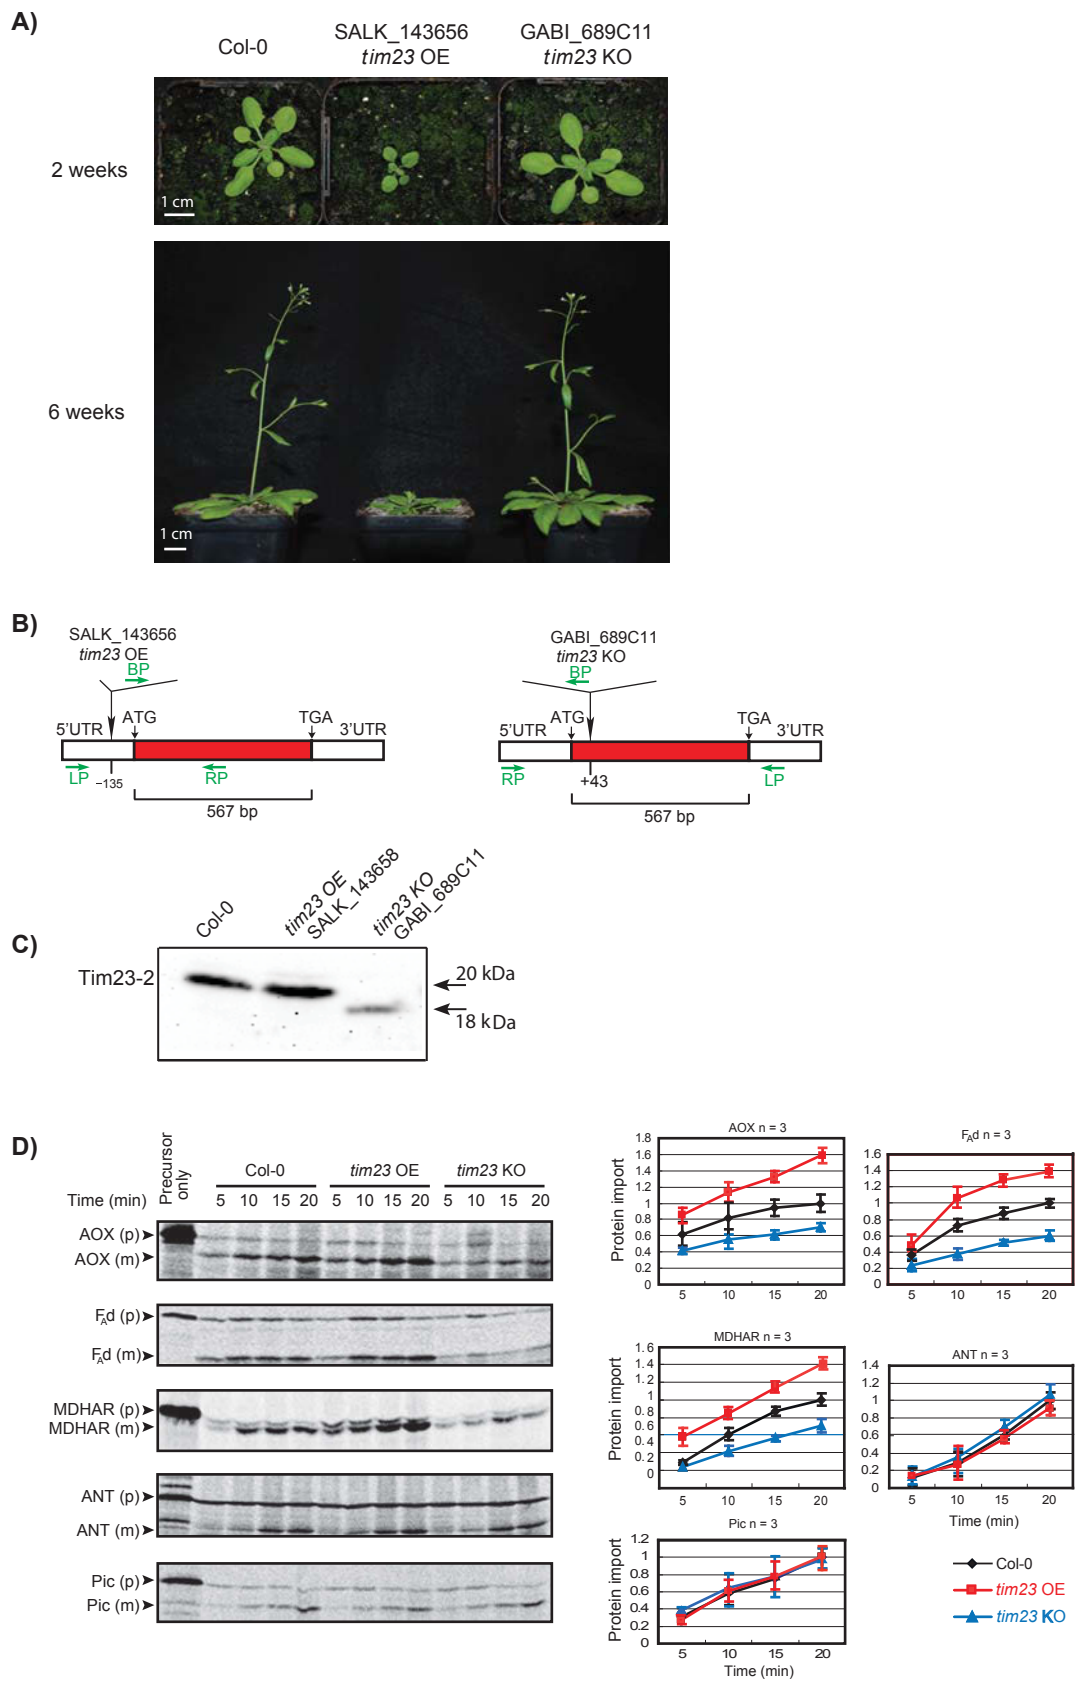 A)
Col-0
SALK_143656
tim23 OE
GABI_689C11
tim23 KO
2 weeks
1 cm
6 weeks
1 cm
B)
SALK_143656
tim23 OE
BP
5'UTR
ATG
TGA
3'UTR
LP
−135
RP
567 bp
GABI_689C11
tim23 KO
BP
5'UTR
ATG
TGA
3'UTR
RP
+43
LP
567 bp
C)
Col-0
tim23 OE
SALK_143658
tim23 KO
GABI_689C11
Tim23-2
20 kDa
18 kDa
D)
Precursor
only
Col-0
tim23 OE
tim23 KO
Time (min)
5 10 15 20 5 10 15 20 5 10 15 20
AOX (p)
AOX (m)
FAd (p)
FAd (m)
MDHAR (p)
MDHAR (m)
ANT (p)
ANT (m)
Pic (p)
Pic (m)
AOX n = 3
Protein import
1.8
1.6
1.4
1.2
1
0.8
0.6
0.4
0.2
0
5 10 15 20
FAd n = 3
1.6
1.4
1.2
1
0.8
0.6
0.4
0.2
0
5 10 15 20
MDHAR n = 3
Protein import
1.6
1.4
1.2
1
0.8
0.6
0.4
0.2
0
5 10 15 20
ANT n = 3
1.4
1.2
1
0.8
0.6
0.4
0.2
0
5 10 15 20
Time (min)
Pic n = 3
Protein import
1.2
1
0.8
0.6
0.4
0.2
0
5 10 15 20
Time (min)
Col-0
tim23 OE
tim23 KO